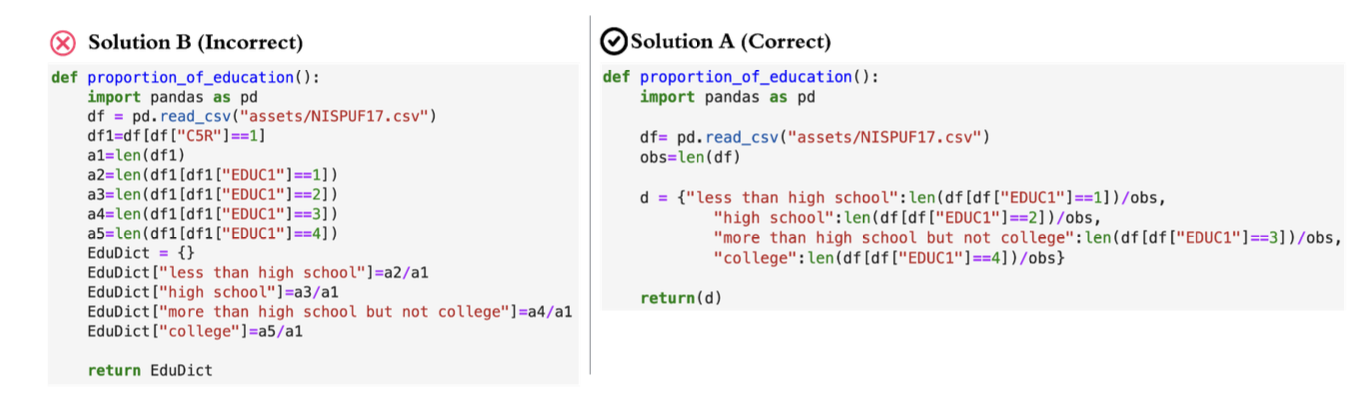 Solution B (Incorrect)
def proportion_of_education():
    import pandas as pd
    df = pd.read_csv("assets/NISPUF17.csv")
    df1=df[df["C5R"]==1]
    a1=len(df1)
    a2=len(df1[df1["EDUC1"]==1])
    a3=len(df1[df1["EDUC1"]==2])
    a4=len(df1[df1["EDUC1"]==3])
    a5=len(df1[df1["EDUC1"]==4])
    EduDict = {}
    EduDict["less than high school"]=a2/a1
    EduDict["high school"]=a3/a1
    EduDict["more than high school but not college"]=a4/a1
    EduDict["college"]=a5/a1

    return EduDict
Solution A (Correct)
def proportion_of_education():
    import pandas as pd

    df= pd.read_csv("assets/NISPUF17.csv")
    obs=len(df)

    d = {"less than high school":len(df[df["EDUC1"]==1])/obs,
         "high school":len(df[df["EDUC1"]==2])/obs,
         "more than high school but not college":len(df[df["EDUC1"]==3])/obs,
         "college":len(df[df["EDUC1"]==4])/obs}

    return(d)